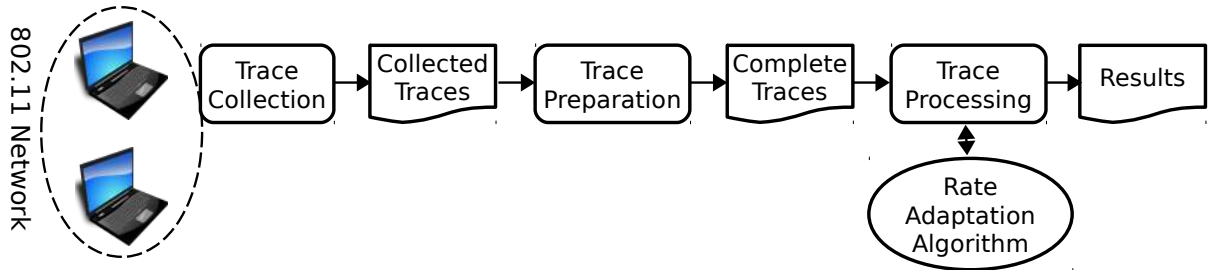 802.11 Network
Trace
Collection
Collected
Traces
Trace
Preparation
Complete
Traces
Trace
Processing
Results
Rate
Adaptation
Algorithm